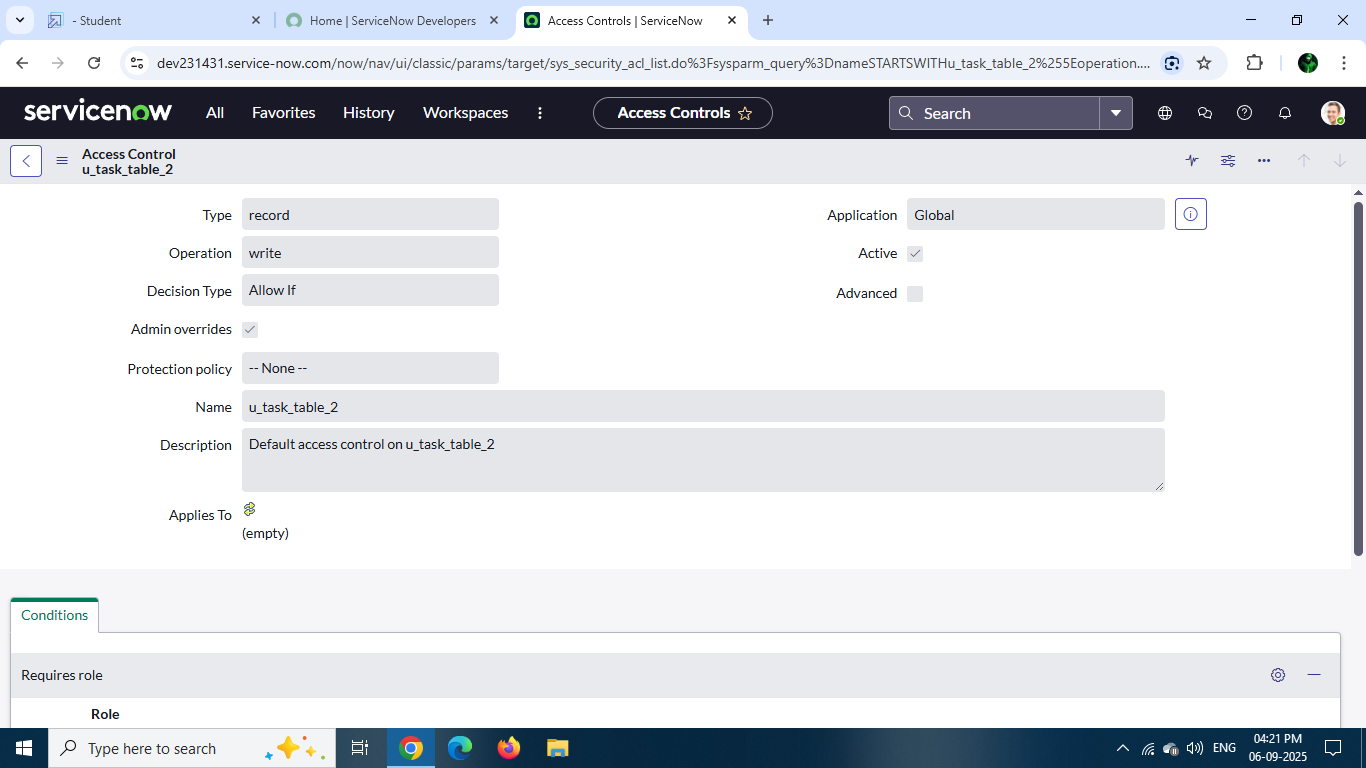 - Student
Home | ServiceNow Developers
Access Controls | ServiceNow
dev231431.service-now.com/now/nav/ui/classic/params/target/sys_security_acl_list.do%3Fsysparm_query%3DnameSTARTSWITHu_task_table_2%255Eoperation....
servicenow
All
Favorites
History
Workspaces
Access Controls
Search
Access Control
u_task_table_2
Type
record
Application
Global
Operation
write
Active
Decision Type
Allow If
Advanced
Admin overrides
Protection policy
-- None --
Name
u_task_table_2
Description
Default access control on u_task_table_2
Applies To
(empty)
Conditions
Requires role
Role
Type here to search
ENG
04:21 PM
06-09-2025